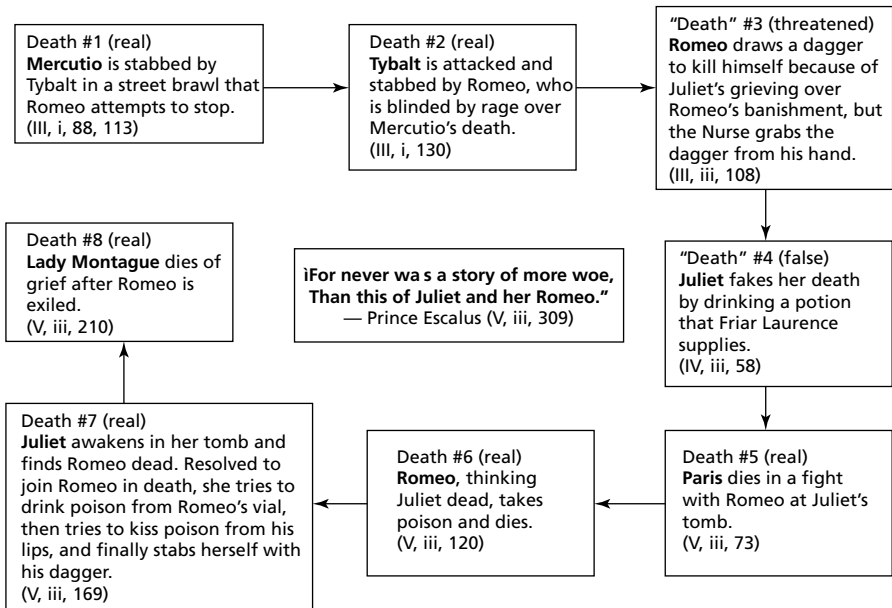 Death #1 (real)
Mercutio is stabbed by
Tybalt in a street brawl that
Romeo attempts to stop.
(III, i, 88, 113)
Death #2 (real)
Tybalt is attacked and
stabbed by Romeo, who
is blinded by rage over
Mercutio's death.
(III, i, 130)
"Death" #3 (threatened)
Romeo draws a dagger
to kill himself because of
Juliet's grieving over
Romeo's banishment, but
the Nurse grabs the
dagger from his hand.
(III, iii, 108)
"Death" #4 (false)
Juliet fakes her death
by drinking a potion
that Friar Laurence
supplies.
(IV, iii, 58)
Death #5 (real)
Paris dies in a fight
with Romeo at Juliet's
tomb.
(V, iii, 73)
Death #6 (real)
Romeo, thinking
Juliet dead, takes
poison and dies.
(V, iii, 120)
Death #7 (real)
Juliet awakens in her tomb and
finds Romeo dead. Resolved to
join Romeo in death, she tries to
drink poison from Romeo's vial,
then tries to kiss poison from his
lips, and finally stabs herself with
his dagger.
(V, iii, 169)
Death #8 (real)
Lady Montague dies of
grief after Romeo is
exiled.
(V, iii, 210)
ìFor never was a story of more woe,
Than this of Juliet and her Romeo."
— Prince Escalus (V, iii, 309)